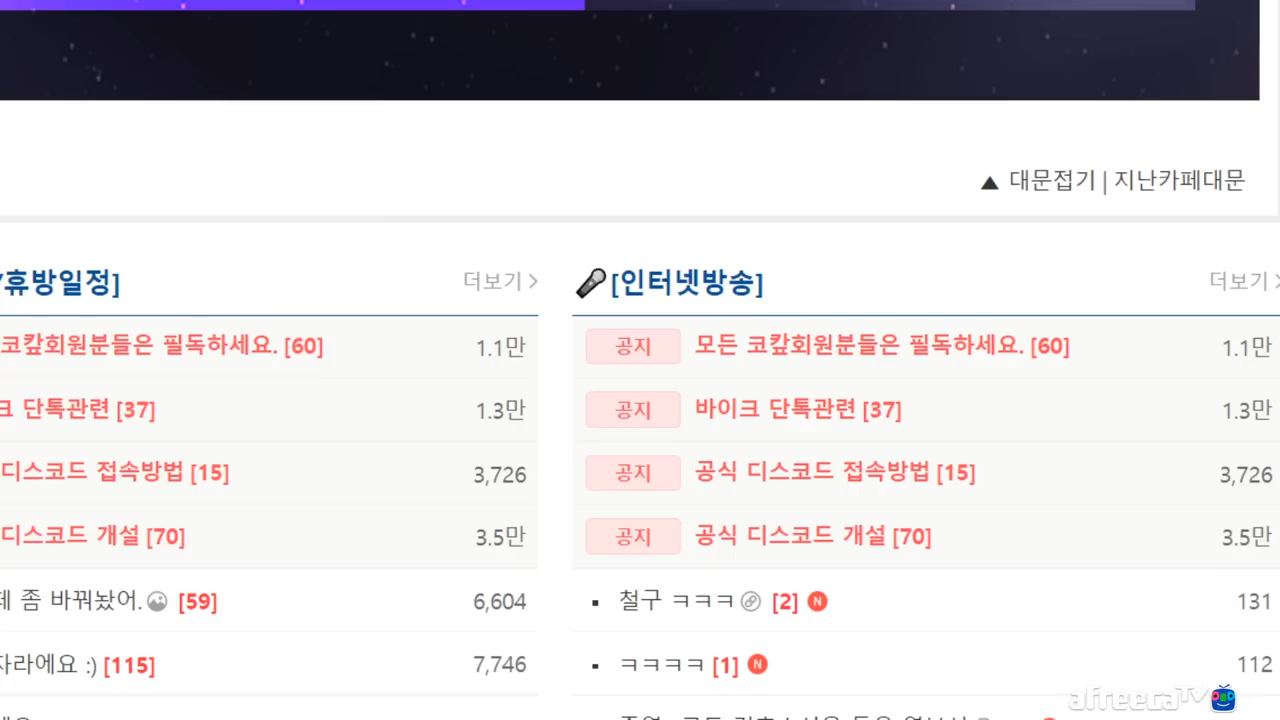 ▲ 대문접기 | 지난카페대문
휴방일정] 더보기 >
코캎회원분들은 필독하세요. [60] 1.1만
크 단톡관련 [37] 1.3만
디스코드 접속방법 [15] 3,726
디스코드 개설 [70] 3.5만
좀 바꿔놨어. [59] 6,604
자라에요 :) [115] 7,746
[인터넷방송] 더보기 >
공지 모든 코캎회원분들은 필독하세요. [60] 1.1만
공지 바이크 단톡관련 [37] 1.3만
공지 공식 디스코드 접속방법 [15] 3,726
공지 공식 디스코드 개설 [70] 3.5만
철구 ㅋㅋㅋ [2] N 131
ㅋㅋㅋㅋ [1] N 112
afreecaTV